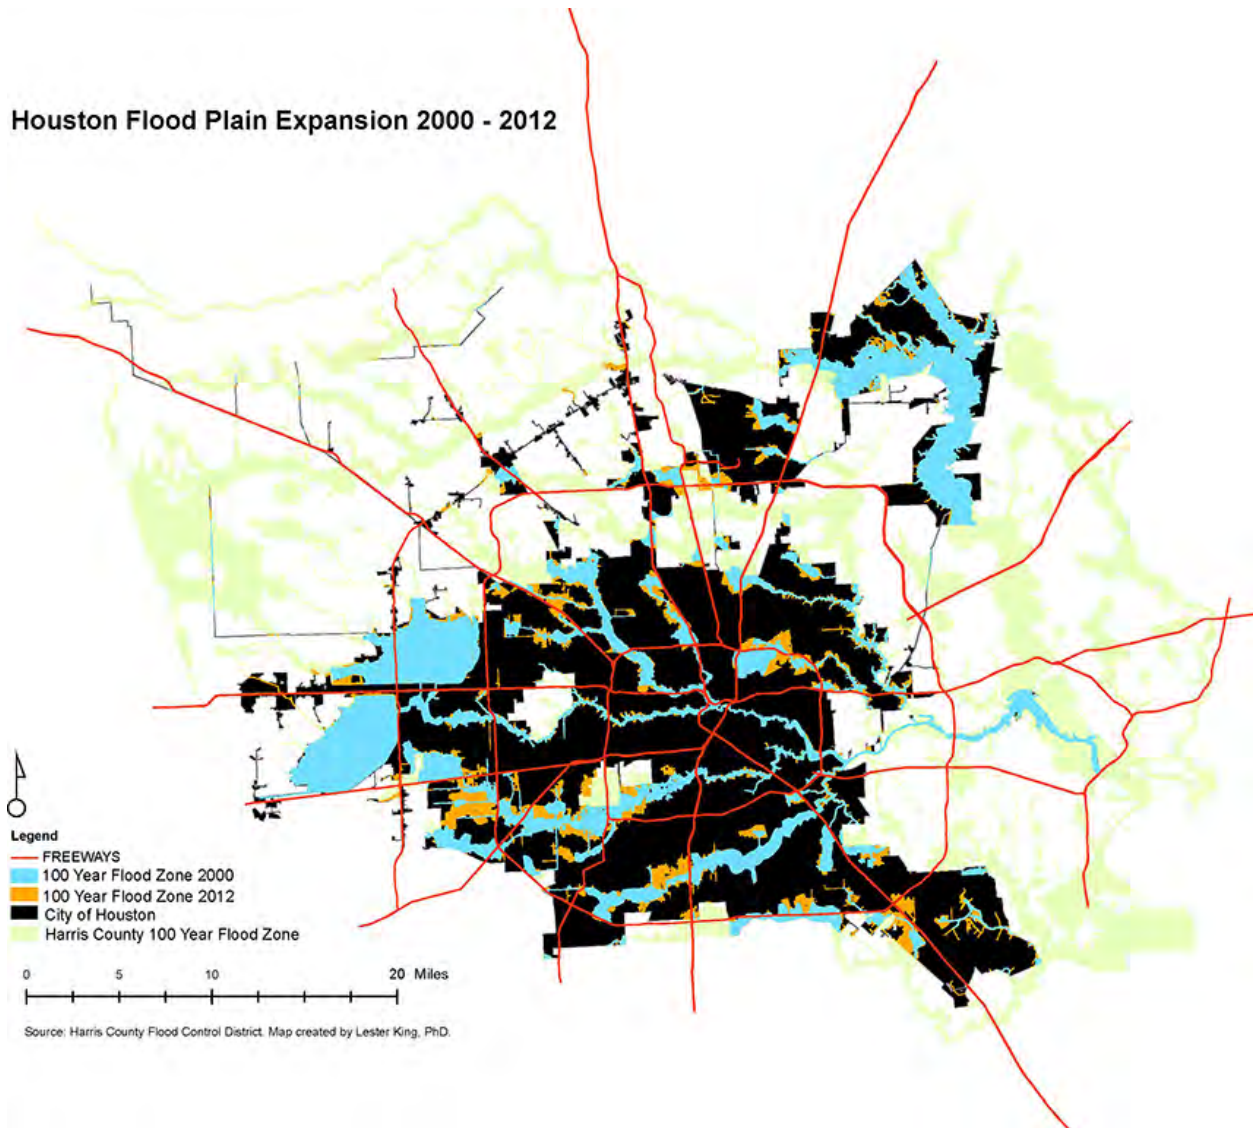 Houston Flood Plain Expansion 2000 - 2012
Legend
FREEWAYS
100 Year Flood Zone 2000
100 Year Flood Zone 2012
City of Houston
Harris County 100 Year Flood Zone
0 5 10 20 Miles
Source: Harris County Flood Control District. Map created by Lester King, PhD.